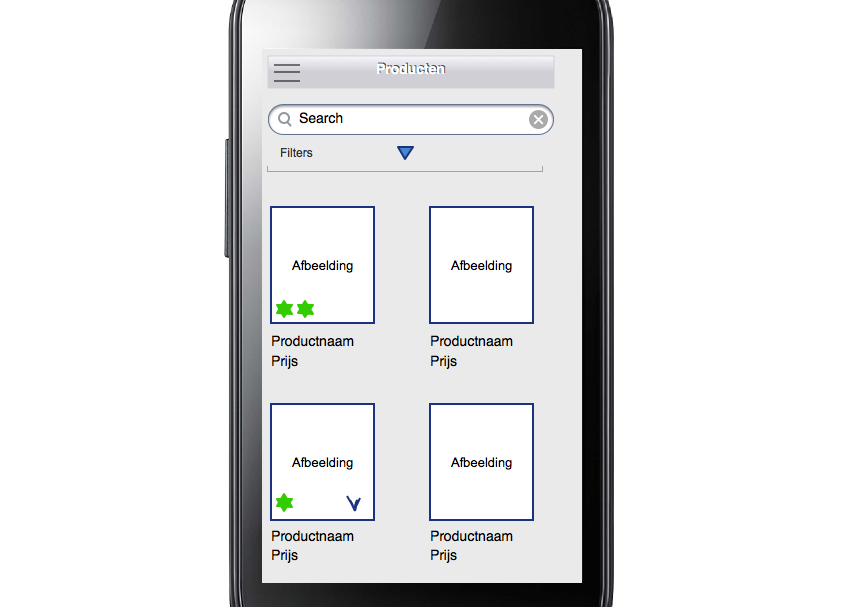 Producten
Search
Filters
Afbeelding Afbeelding
Productnaam Productnaam
Prijs Prijs
Afbeelding Afbeelding
Productnaam Productnaam
Prijs Prijs